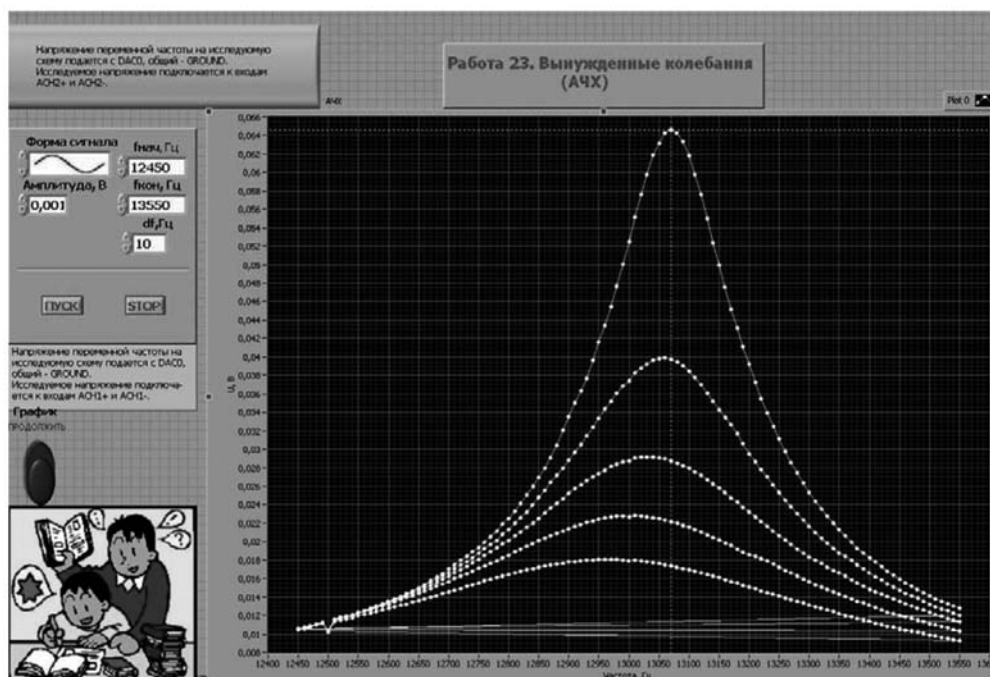 Напряжение переменной частоты на исследуюмую
схему подается с DAC0, общий - GROUND.
Исследуемое напряжение подключается к входам
ACH2+ и ACH2-.
Работа 23. Вынужденные колебания
(АЧХ)
АЧХ
Plot 0
Форма сигнала
fнач, Гц
12450
Амплитуда, В
fкон, Гц
0,001
13550
df,Гц
10
ПУСК
STOP
Напряжение переменной частоты на
исследуюмую схему подается с DAC0,
общий - GROUND.
Исследуемое напряжение подключа-
ется к входам ACH1+ и ACH1-.
График
ПРОДОЛЖИТЬ
U, В
0,066
0,064
0,062
0,06
0,058
0,056
0,054
0,052
0,05
0,048
0,046
0,044
0,042
0,04
0,038
0,036
0,034
0,032
0,03
0,028
0,026
0,024
0,022
0,02
0,018
0,016
0,014
0,012
0,01
0,008
12400 12450 12500 12550 12600 12650 12700 12750 12800 12850 12900 12950 13000 13050 13100 13150 13200 13250 13300 13350 13400 13450 13500 13550
Частота, Гц